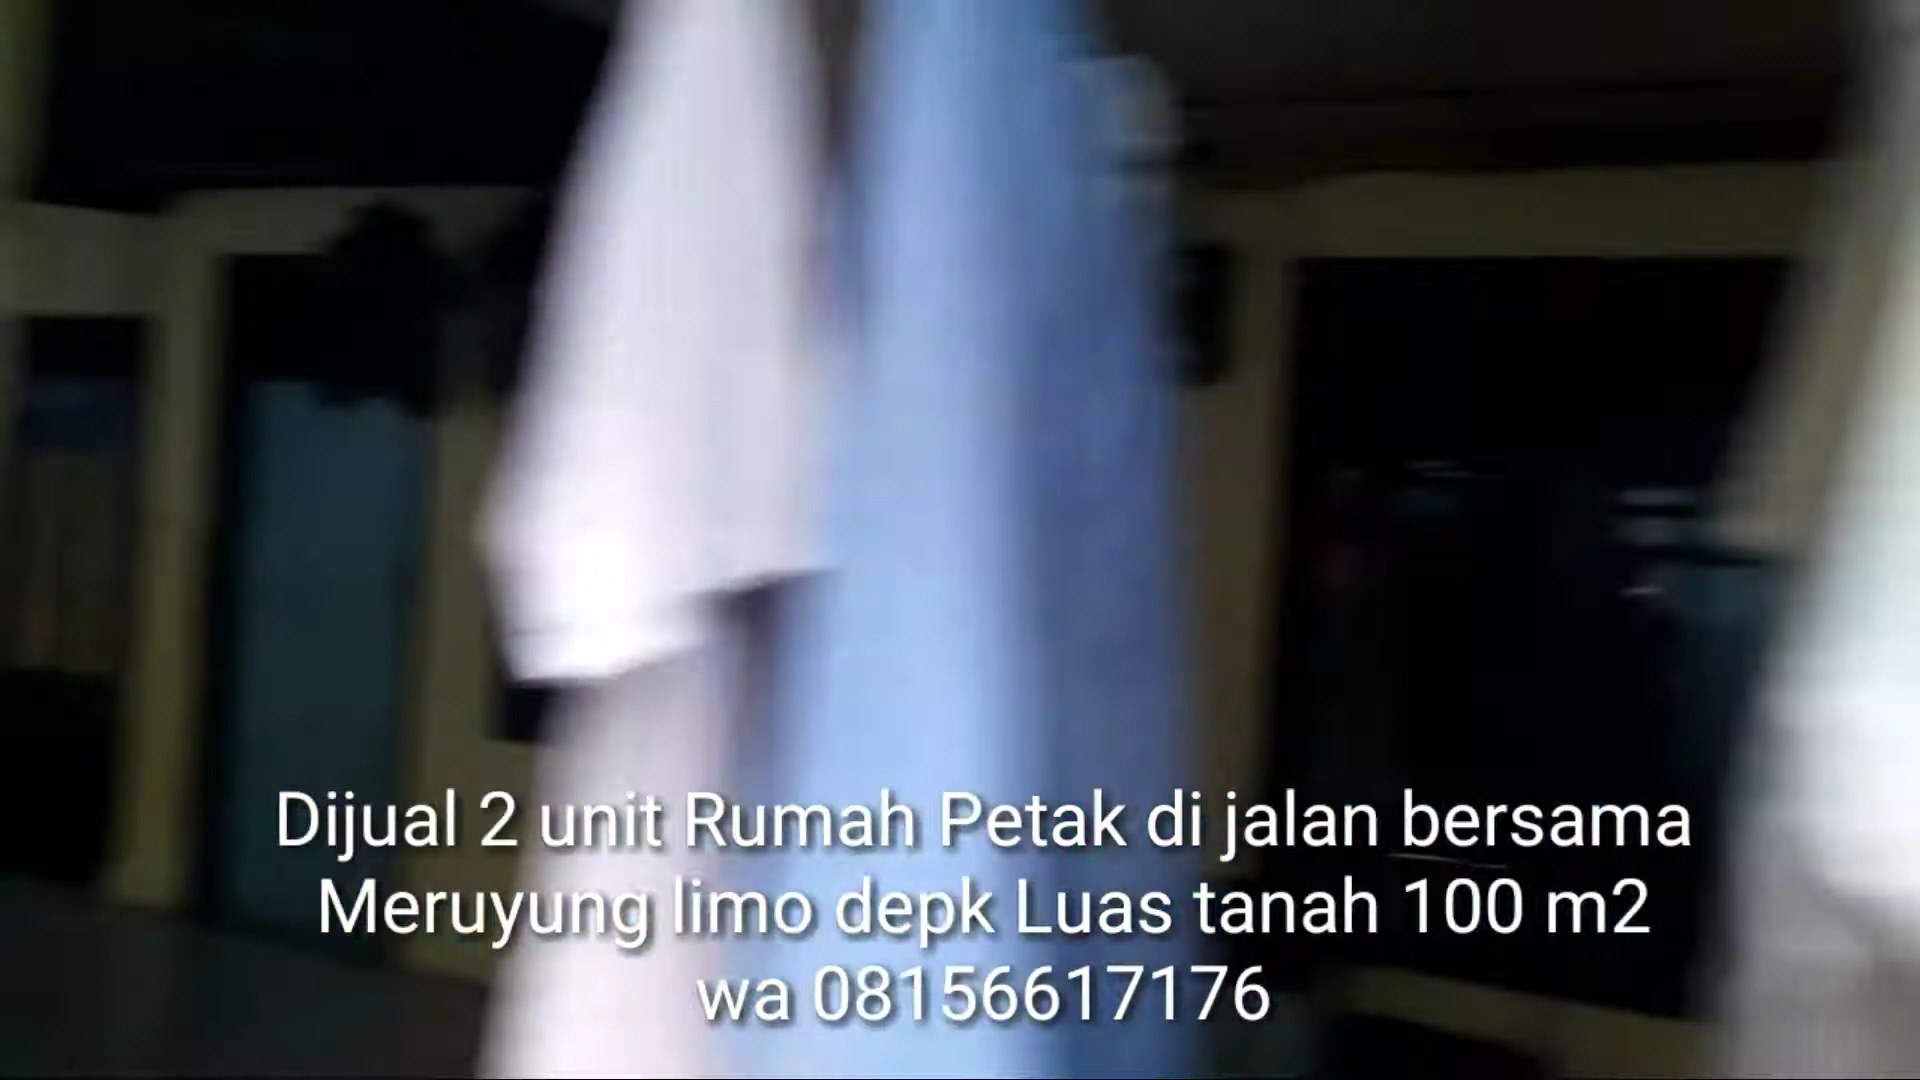 Dijual 2 unit Rumah Petak di jalan bersama
Meruyung limo depk Luas tanah 100 m2
wa 08156617176